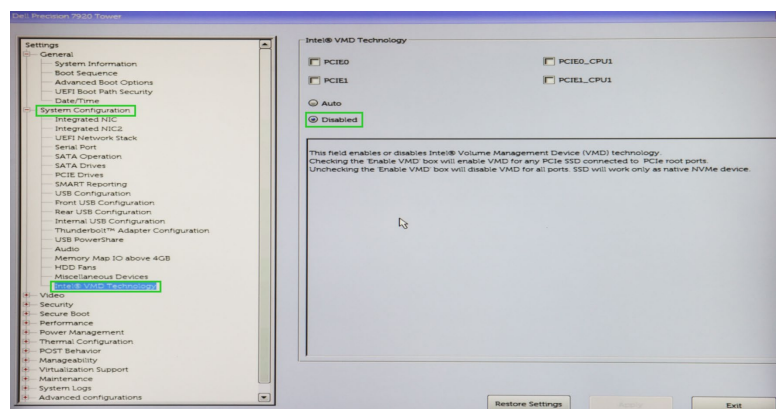 Dell Precision 7920 Tower
Settings
General
System Information
Boot Sequence
Advanced Boot Options
UEFI Boot Path Security
Date/Time
System Configuration
Integrated NIC
Integrated NIC2
UEFI Network Stack
Serial Port
SATA Operation
SATA Drives
PCIE Drives
SMART Reporting
USB Configuration
Front USB Configuration
Rear USB Configuration
Internal USB Configuration
Thunderbolt™ Adapter Configuration
USB PowerShare
Audio
Memory Map IO above 4GB
HDD Fans
Miscellaneous Devices
Intel® VMD Technology
Video
Security
Secure Boot
Performance
Power Management
Thermal Configuration
POST Behavior
Manageability
Virtualization Support
Maintenance
System Logs
Advanced configurations
Intel® VMD Technology
PCIE0 PCIE0_CPU1
PCIE1 PCIE1_CPU1
Auto
Disabled
This field enables or disables Intel® Volume Management Device (VMD) technology.
Checking the 'Enable VMD' box will enable VMD for any PCIe SSD connected to PCIe root ports.
Unchecking the 'Enable VMD' box will disable VMD for all ports. SSD will work only as native NVMe device.
Restore Settings Apply Exit